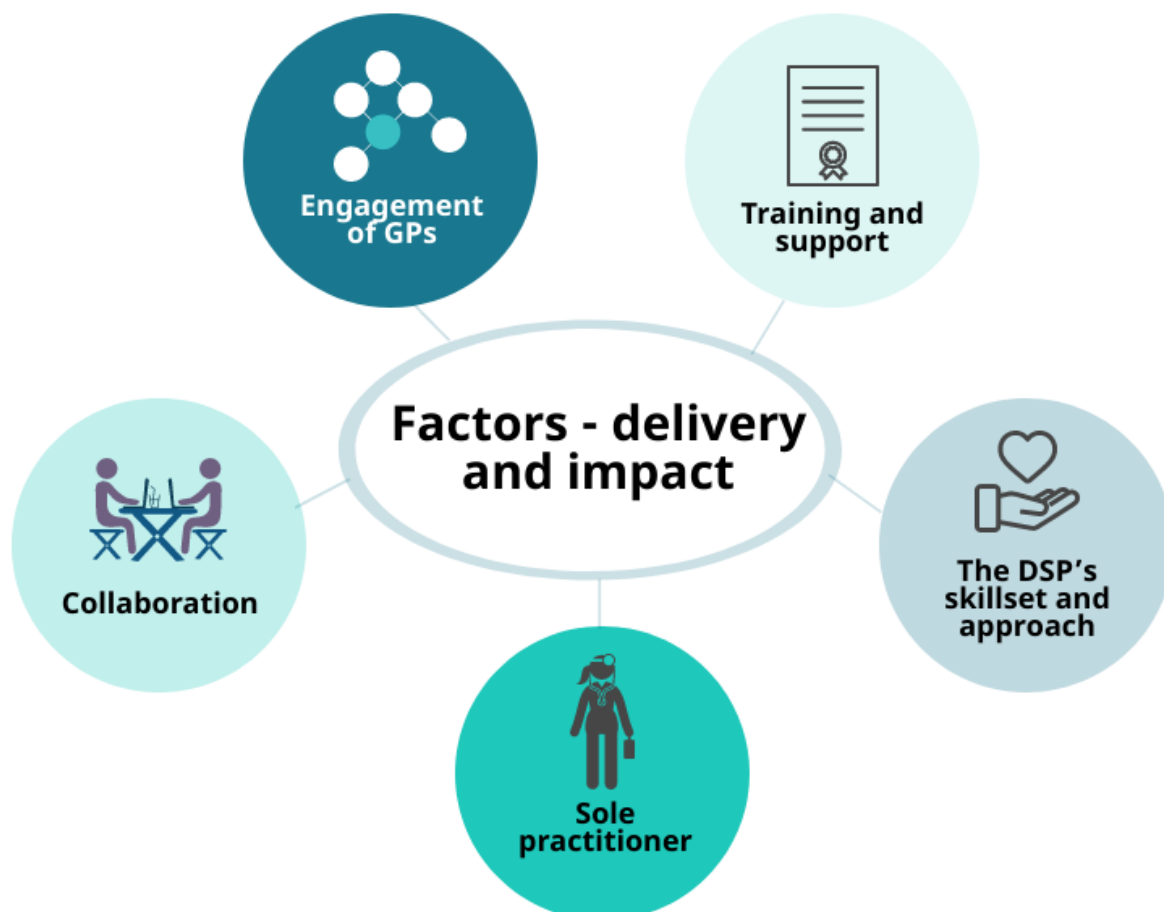 Engagement
of GPs
Training and
support
Factors - delivery
and impact
Collaboration
The DSP’s
skillset and
approach
Sole
practitioner